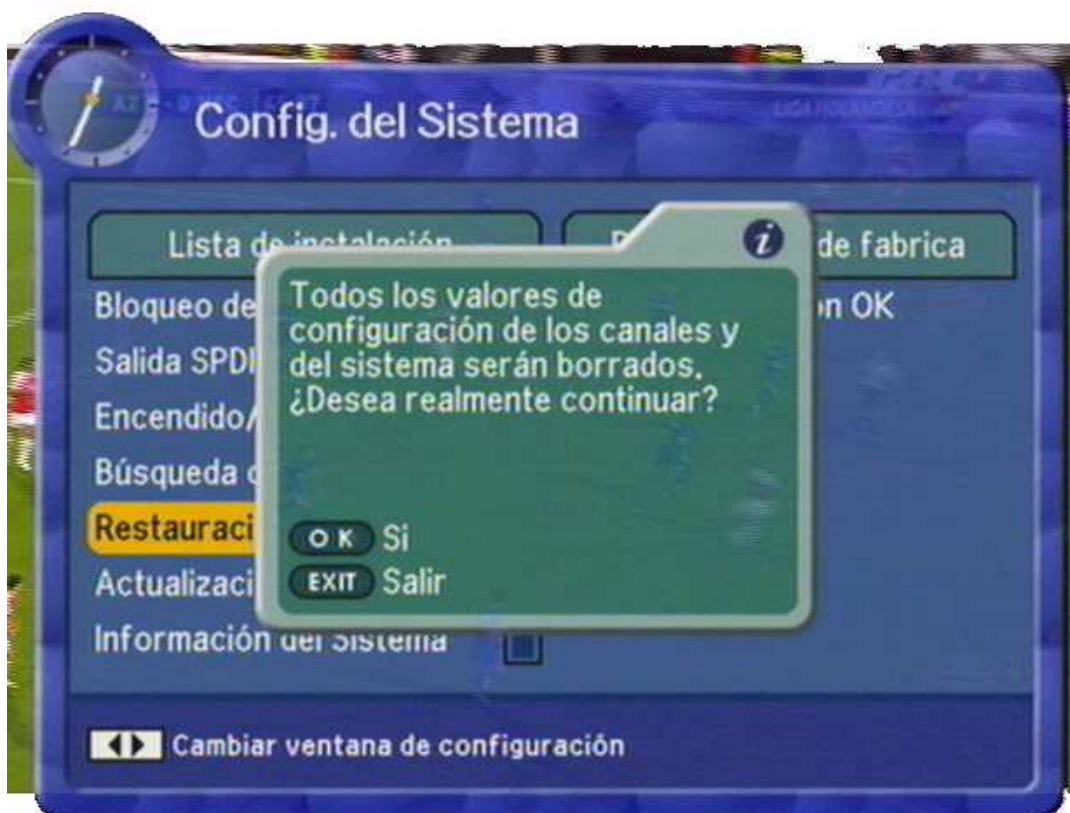 Config. del Sistema
Lista de instalación
de fabrica
Bloqueo de
on OK
Salida SPDI
Encendido/
Búsqueda
Restauraci
Actualizaci
Información del Sistema
Todos los valores de
configuración de los canales y
del sistema serán borrados.
¿Desea realmente continuar?
OK Si
EXIT Salir
Cambiar ventana de configuración